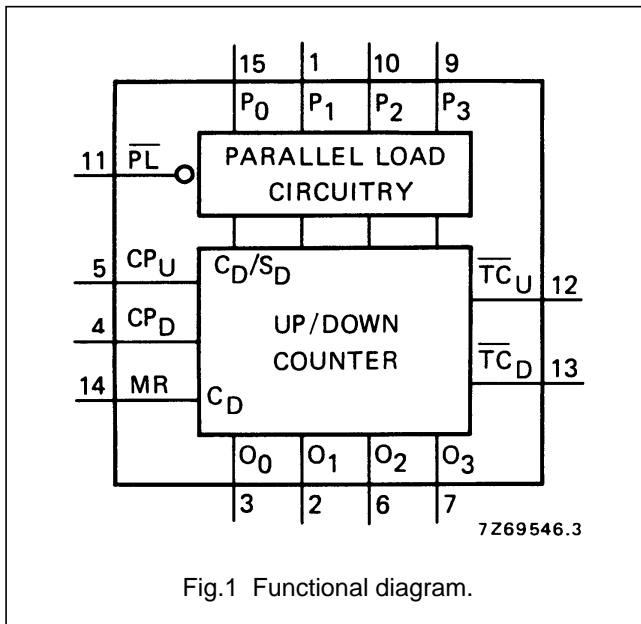 15 1 10 9
P0 P1 P2 P3
11 PL PARALLEL LOAD
CIRCUITRY
5 CPU CD/SD TCU 12
4 CPD UP/DOWN
COUNTER TCD 13
14 MR CD
O0 O1 O2 O3
3 2 6 7
7Z69546.3
Fig.1 Functional diagram.